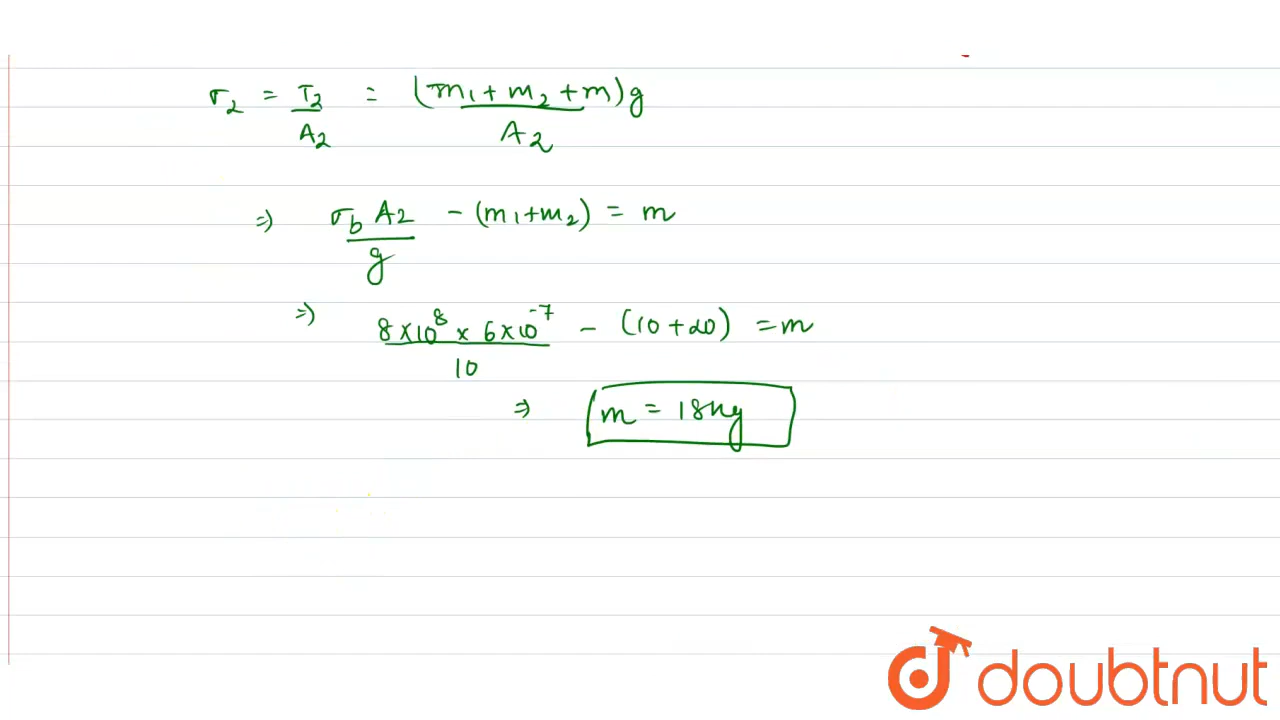 σ₂ = T₂/A₂ = (m₁ + m₂ + m)g/A₂
⇒ σb A₂/g - (m₁+m₂) = m
⇒ 8×10⁸ × 6×10⁻⁷/10 - (10+20) = m
⇒ m = 18kg
doubtnut